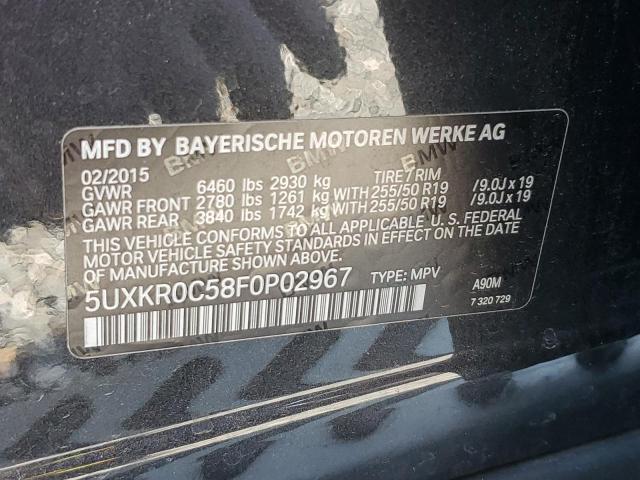 MFD BY BAYERISCHE MOTOREN WERKE AG
02/2015 TIRE / RIM
GVWR 6460 lbs 2930 kg
GAWR FRONT 2780 lbs 1261 kg WITH 255/50 R19 /9.0J x 19
GAWR REAR 3840 lbs 1742 kg WITH 255/50 R19 /9.0J x 19
THIS VEHICLE CONFORMS TO ALL APPLICABLE U.S. FEDERAL
MOTOR VEHICLE SAFETY STANDARDS IN EFFECT ON THE
DATE OF MANUFACTURE SHOWN ABOVE.
5UXKR0C58F0P02967 TYPE: MPV A90M
7 320 729